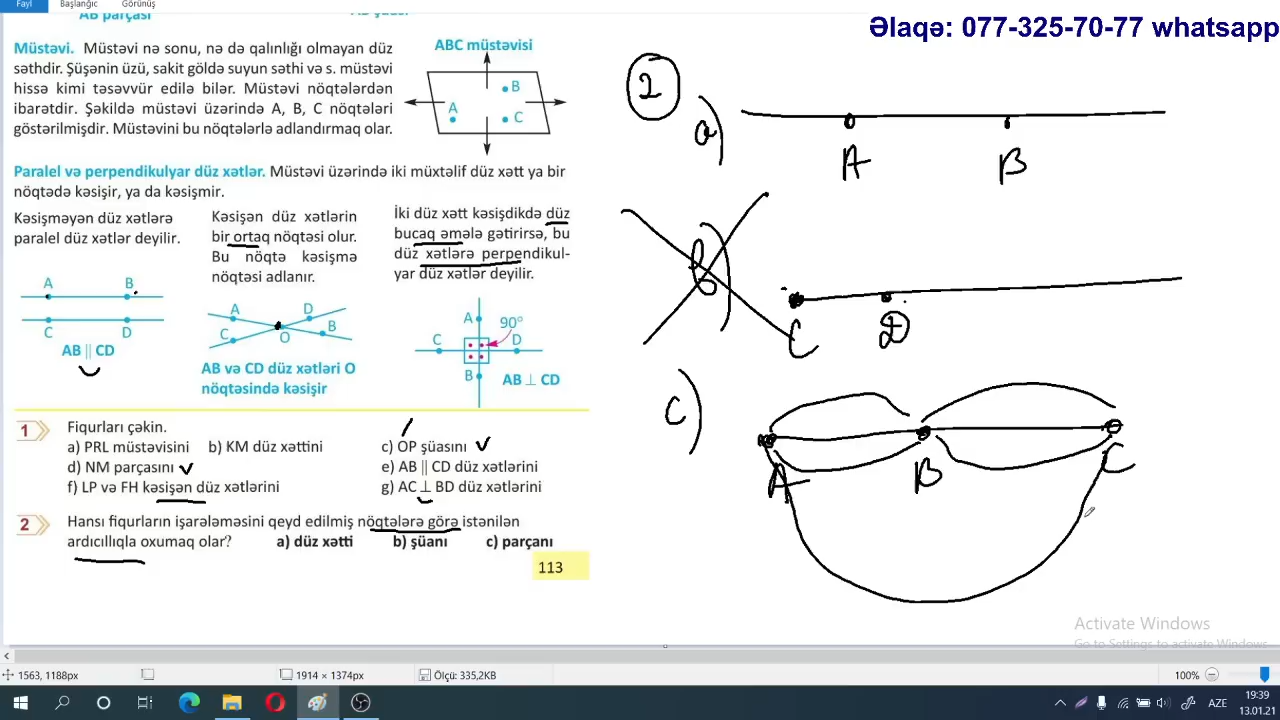 Fayl Başlanğıc Görünüş
AB parçası
AB şüası
Əlaqə: 077-325-70-77 whatsapp
Müstəvi. Müstəvi nə sonu, nə də qalınlığı olmayan düz
səthdir. Şüşənin üzü, sakit göldə suyun səthi və s. müstəvi
hissə kimi təsəvvür edilə bilər. Müstəvi nöqtələrdən
ibarətdir. Şəkildə müstəvi üzərində A, B, C nöqtələri
göstərilmişdir. Müstəvini bu nöqtələrlə adlandırmaq olar.
ABC müstəvisi
B
A
C
Paralel və perpendikulyar düz xətlər. Müstəvi üzərində iki müxtəlif düz xətt ya bir
nöqtədə kəsişir, ya da kəsişmir.
Kəsişməyən düz xətlərə
paralel düz xətlər deyilir.
A B
C D
AB || CD
Kəsişən düz xətlərin
bir ortaq nöqtəsi olur.
Bu nöqtə kəsişmə
nöqtəsi adlanır.
A D
C O B
AB və CD düz xətləri O
nöqtəsində kəsişir
İki düz xətt kəsişdikdə düz
bucaq əmələ gətirirsə, bu
düz xətlərə perpendikul-
yar düz xətlər deyilir.
A 90°
C D
B
AB ⊥ CD
1 Fiqurları çəkin.
a) PRL müstəvisini b) KM düz xəttini c) OP şüasını
d) NM parçasını e) AB || CD düz xətlərini
f) LP və FH kəsişən düz xətlərini g) AC ⊥ BD düz xətlərini
2 Hansı fiqurların işarələməsini qeyd edilmiş nöqtələrə görə istənilən
ardıcıllıqla oxumaq olar? a) düz xətti b) şüanı c) parçanı
113
2
a)
A B
b)
C D
c)
A B C
Activate Windows
Go to Settings to activate Windows.
1563, 1188px 1914 × 1374px Ölçü: 335,2KB 100%
AZE
19:39
13.01.21